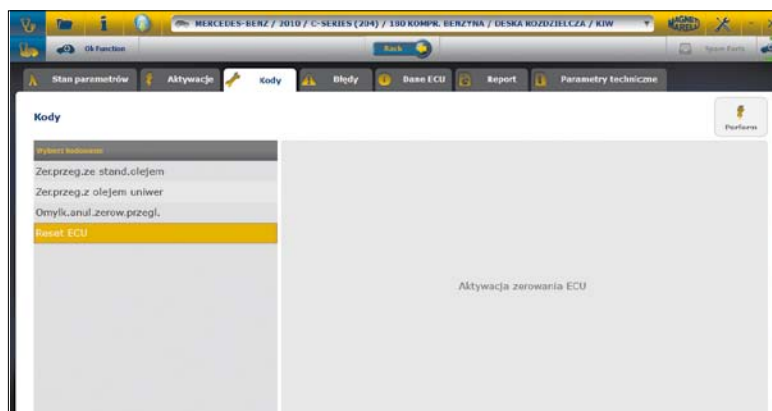 MERCEDES-BENZ / 2010 / C-SERIES (204) / 180 KOMPR. BENZYNA / DESKA ROZDZIELCZA / KIW
MAGNETI MARELLI
Ok Function
Back
Spare Parts
Stan parametrów
Aktywacje
Kody
Błędy
Dane ECU
Report
Parametry techniczne
Kody
Perform
Wybierz kodowanie
Zer.przeg.ze stand.olejem
Zer.przeg.z olejem uniwer
Omylk.anul.zerow.przegl.
Reset ECU
Aktywacja zerowania ECU